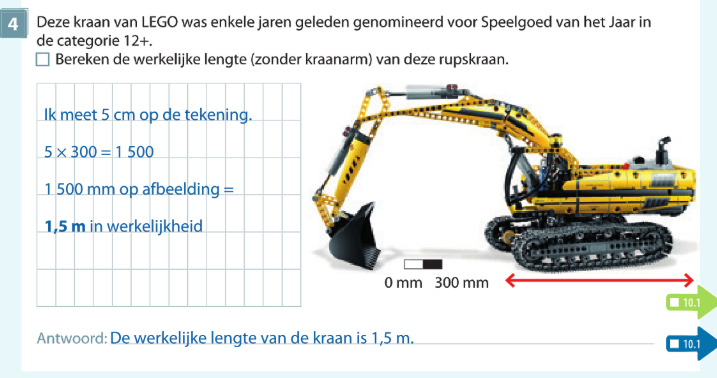 4 Deze kraan van LEGO was enkele jaren geleden genomineerd voor Speelgoed van het Jaar in
de categorie 12+.
Bereken de werkelijke lengte (zonder kraanarm) van deze rupskraan.
Ik meet 5 cm op de tekening.
5 × 300 = 1 500
1 500 mm op afbeelding =
1,5 m in werkelijkheid
0 mm 300 mm
10.1
Antwoord: De werkelijke lengte van de kraan is 1,5 m.
10.1